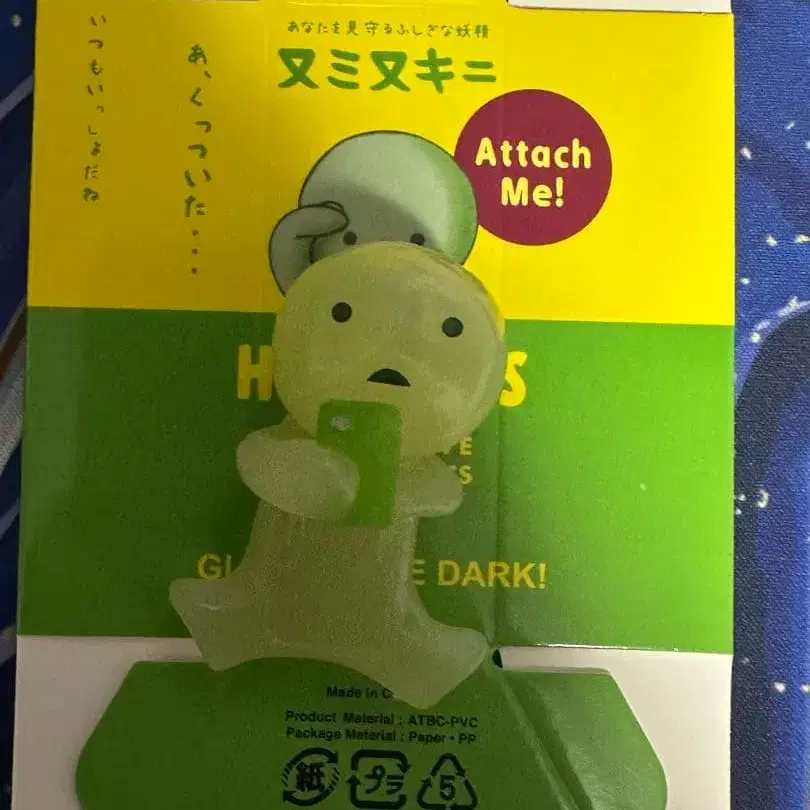 あなたを見守るふしぎな妖精
ヌミヌキニ
いつもいっしょだね
あ、くっついた・・・
Attach
Me!
DARK!
Made in
Product Material : ATBC-PVC
Package Material : Paper・PP
紙
プラ
5